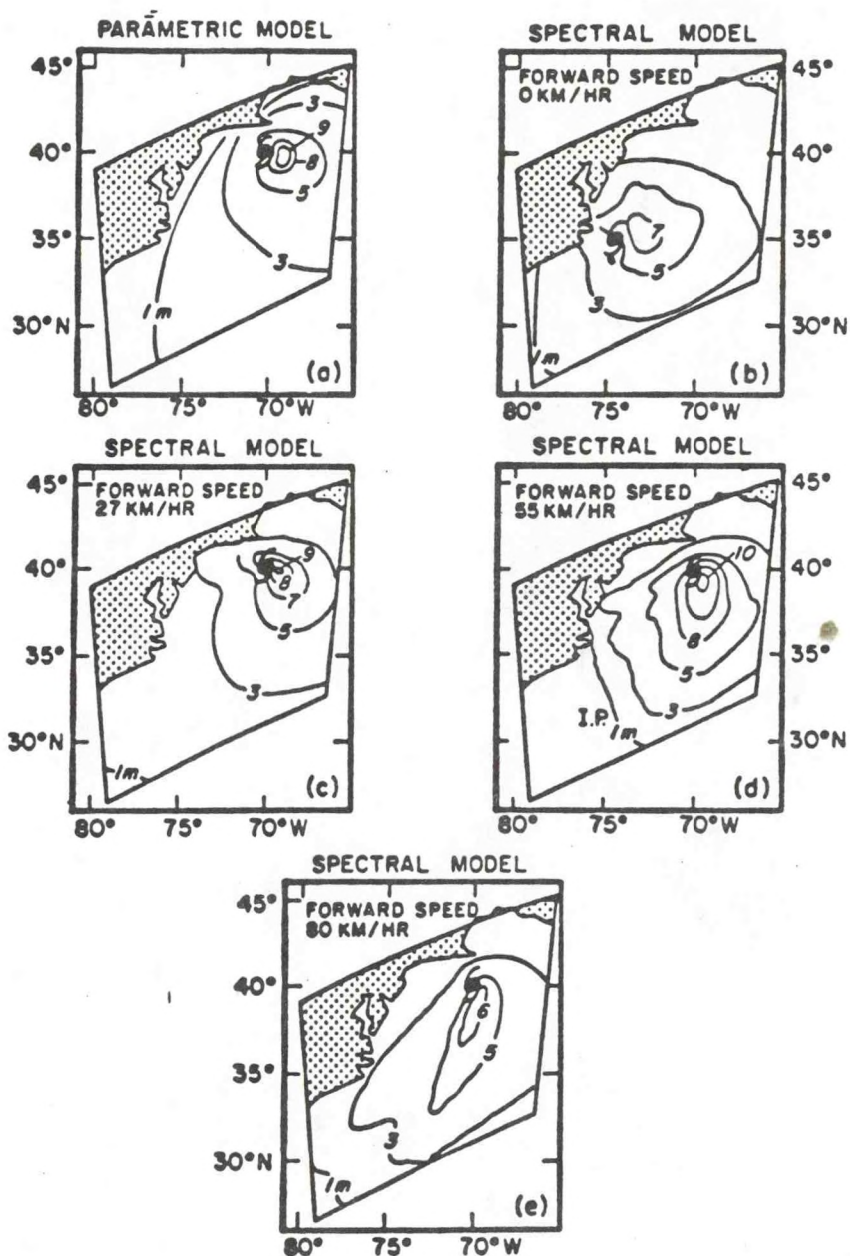 PARAMETRIC MODEL
45°
40°
35°
30°N
80° 75° 70°W
3
9
8
5
3
1m
(a)
SPECTRAL MODEL
FORWARD SPEED
0 KM/HR
45°
40°
35°
30°N
80° 75° 70°W
7
5
3
1m
(b)
SPECTRAL MODEL
FORWARD SPEED
27 KM/HR
45°
40°
35°
30°N
80° 75° 70°W
9
8
7
5
3
1m
(c)
SPECTRAL MODEL
FORWARD SPEED
55 KM/HR
45°
40°
35°
30°N
80° 75° 70°W
10
8
5
3
I.P.
1m
(d)
SPECTRAL MODEL
FORWARD SPEED
80 KM/HR
45°
40°
35°
30°N
80° 75° 70°W
6
5
3
1m
(e)